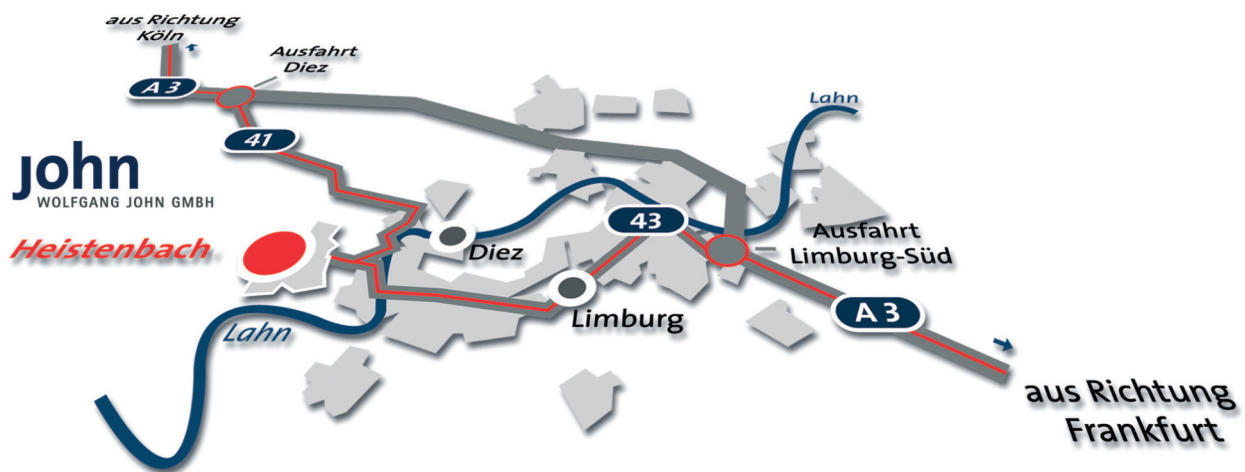 aus Richtung
Köln
Ausfahrt
Diez
A 3
41
Lahn
john
WOLFGANG JOHN GMBH
Heistenbach
43
Diez
Ausfahrt
Limburg-Süd
Limburg
A 3
Lahn
aus Richtung
Frankfurt